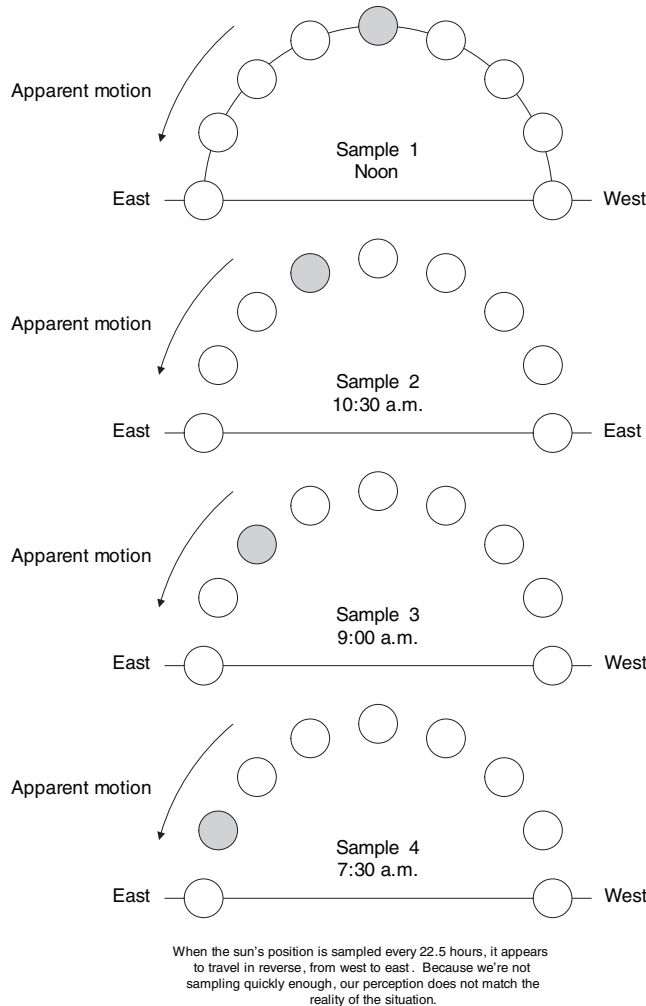 Apparent motion
Sample 1
Noon
East
West
Apparent motion
Sample 2
10:30 a.m.
East
East
Apparent motion
Sample 3
9:00 a.m.
East
West
Apparent motion
Sample 4
7:30 a.m.
East
West
When the sun's position is sampled every 22.5 hours, it appears
to travel in reverse, from west to east. Because we're not
sampling quickly enough, our perception does not match the
reality of the situation.